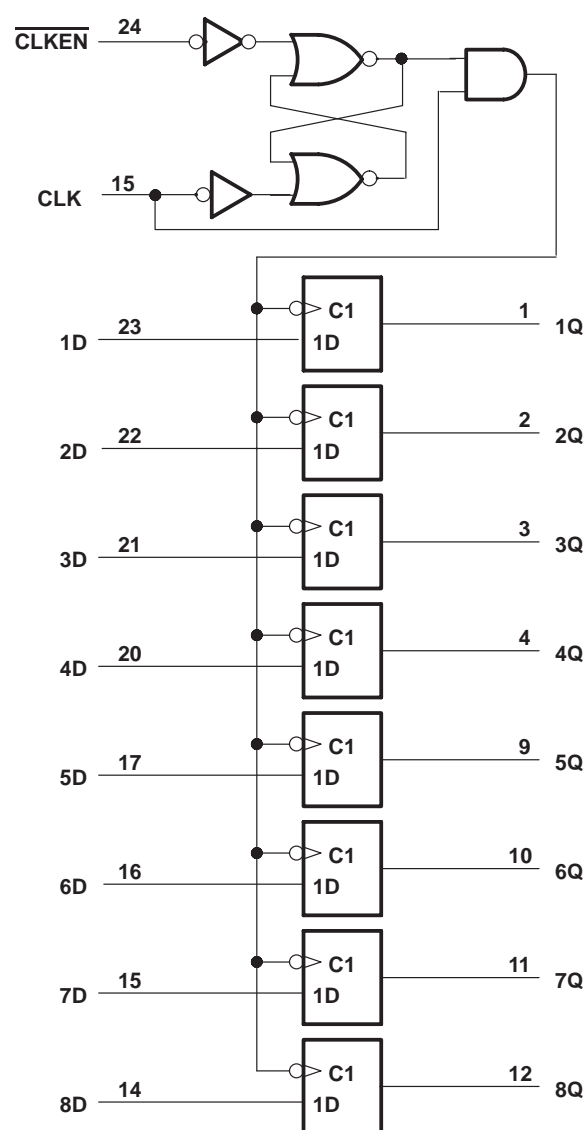 CLKEN 24
CLK 15
C1
1D 23 1D 1 1Q
C1
2D 22 1D 2 2Q
C1
3D 21 1D 3 3Q
C1
4D 20 1D 4 4Q
C1
5D 17 1D 9 5Q
C1
6D 16 1D 10 6Q
C1
7D 15 1D 11 7Q
C1
8D 14 1D 12 8Q